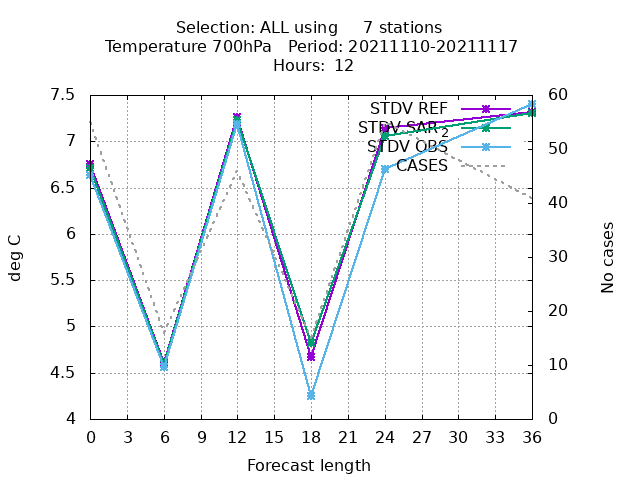 Selection: ALL using 7 stations
Temperature 700hPa Period: 20211110-20211117
Hours: 12
7.5
7
6.5
6
5.5
5
4.5
4
deg C
60
50
40
30
20
10
0
No cases
STDV REF
STDV SAR 2
STDV OBS
CASES
0 3 6 9 12 15 18 21 24 27 30 33 36
Forecast length